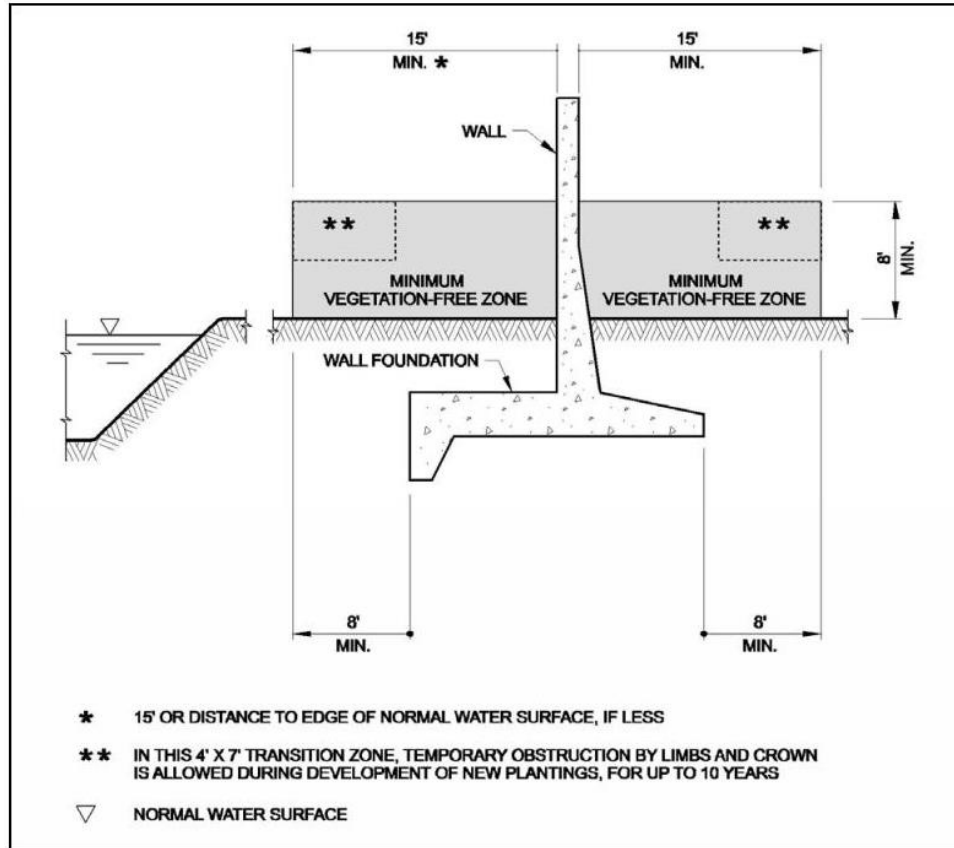 15'
MIN. *
15'
MIN.
WALL
**
**
8'
MIN.
MINIMUM
VEGETATION-FREE ZONE
MINIMUM
VEGETATION-FREE ZONE
WALL FOUNDATION
8'
MIN.
8'
MIN.
* 15' OR DISTANCE TO EDGE OF NORMAL WATER SURFACE, IF LESS
** IN THIS 4' X 7' TRANSITION ZONE, TEMPORARY OBSTRUCTION BY LIMBS AND CROWN
IS ALLOWED DURING DEVELOPMENT OF NEW PLANTINGS, FOR UP TO 10 YEARS
▽ NORMAL WATER SURFACE